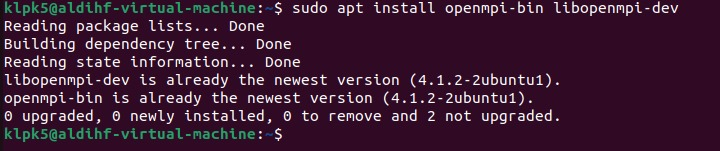 klpk5@aldihf-virtual-machine:~$ sudo apt install openmpi-bin libopenmpi-dev
Reading package lists... Done
Building dependency tree... Done
Reading state information... Done
libopenmpi-dev is already the newest version (4.1.2-2ubuntu1).
openmpi-bin is already the newest version (4.1.2-2ubuntu1).
0 upgraded, 0 newly installed, 0 to remove and 2 not upgraded.
klpk5@aldihf-virtual-machine:~$